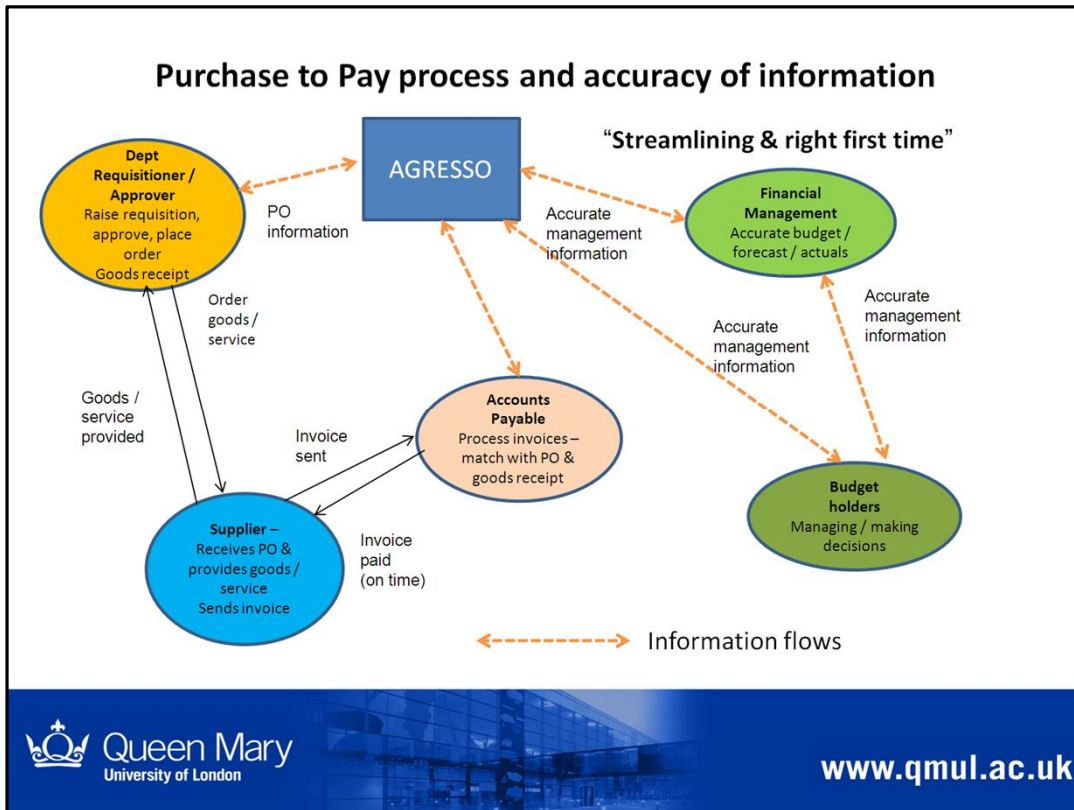 Purchase to Pay process and accuracy of information
“Streamlining & right first time”
Dept
Requisitioner /
Approver
Raise requisition,
approve, place
order
Goods receipt
AGRESSO
PO
information
Accurate
management
information
Financial
Management
Accurate budget /
forecast / actuals
Order
goods /
service
Accurate
management
information
Accurate
management
information
Goods /
service
provided
Accounts
Payable
Process invoices –
match with PO &
goods receipt
Invoice
sent
Supplier –
Receives PO &
provides goods /
service
Sends invoice
Invoice
paid
(on time)
Budget
holders
Managing / making
decisions
Information flows
Queen Mary
University of London
www.qmul.ac.uk